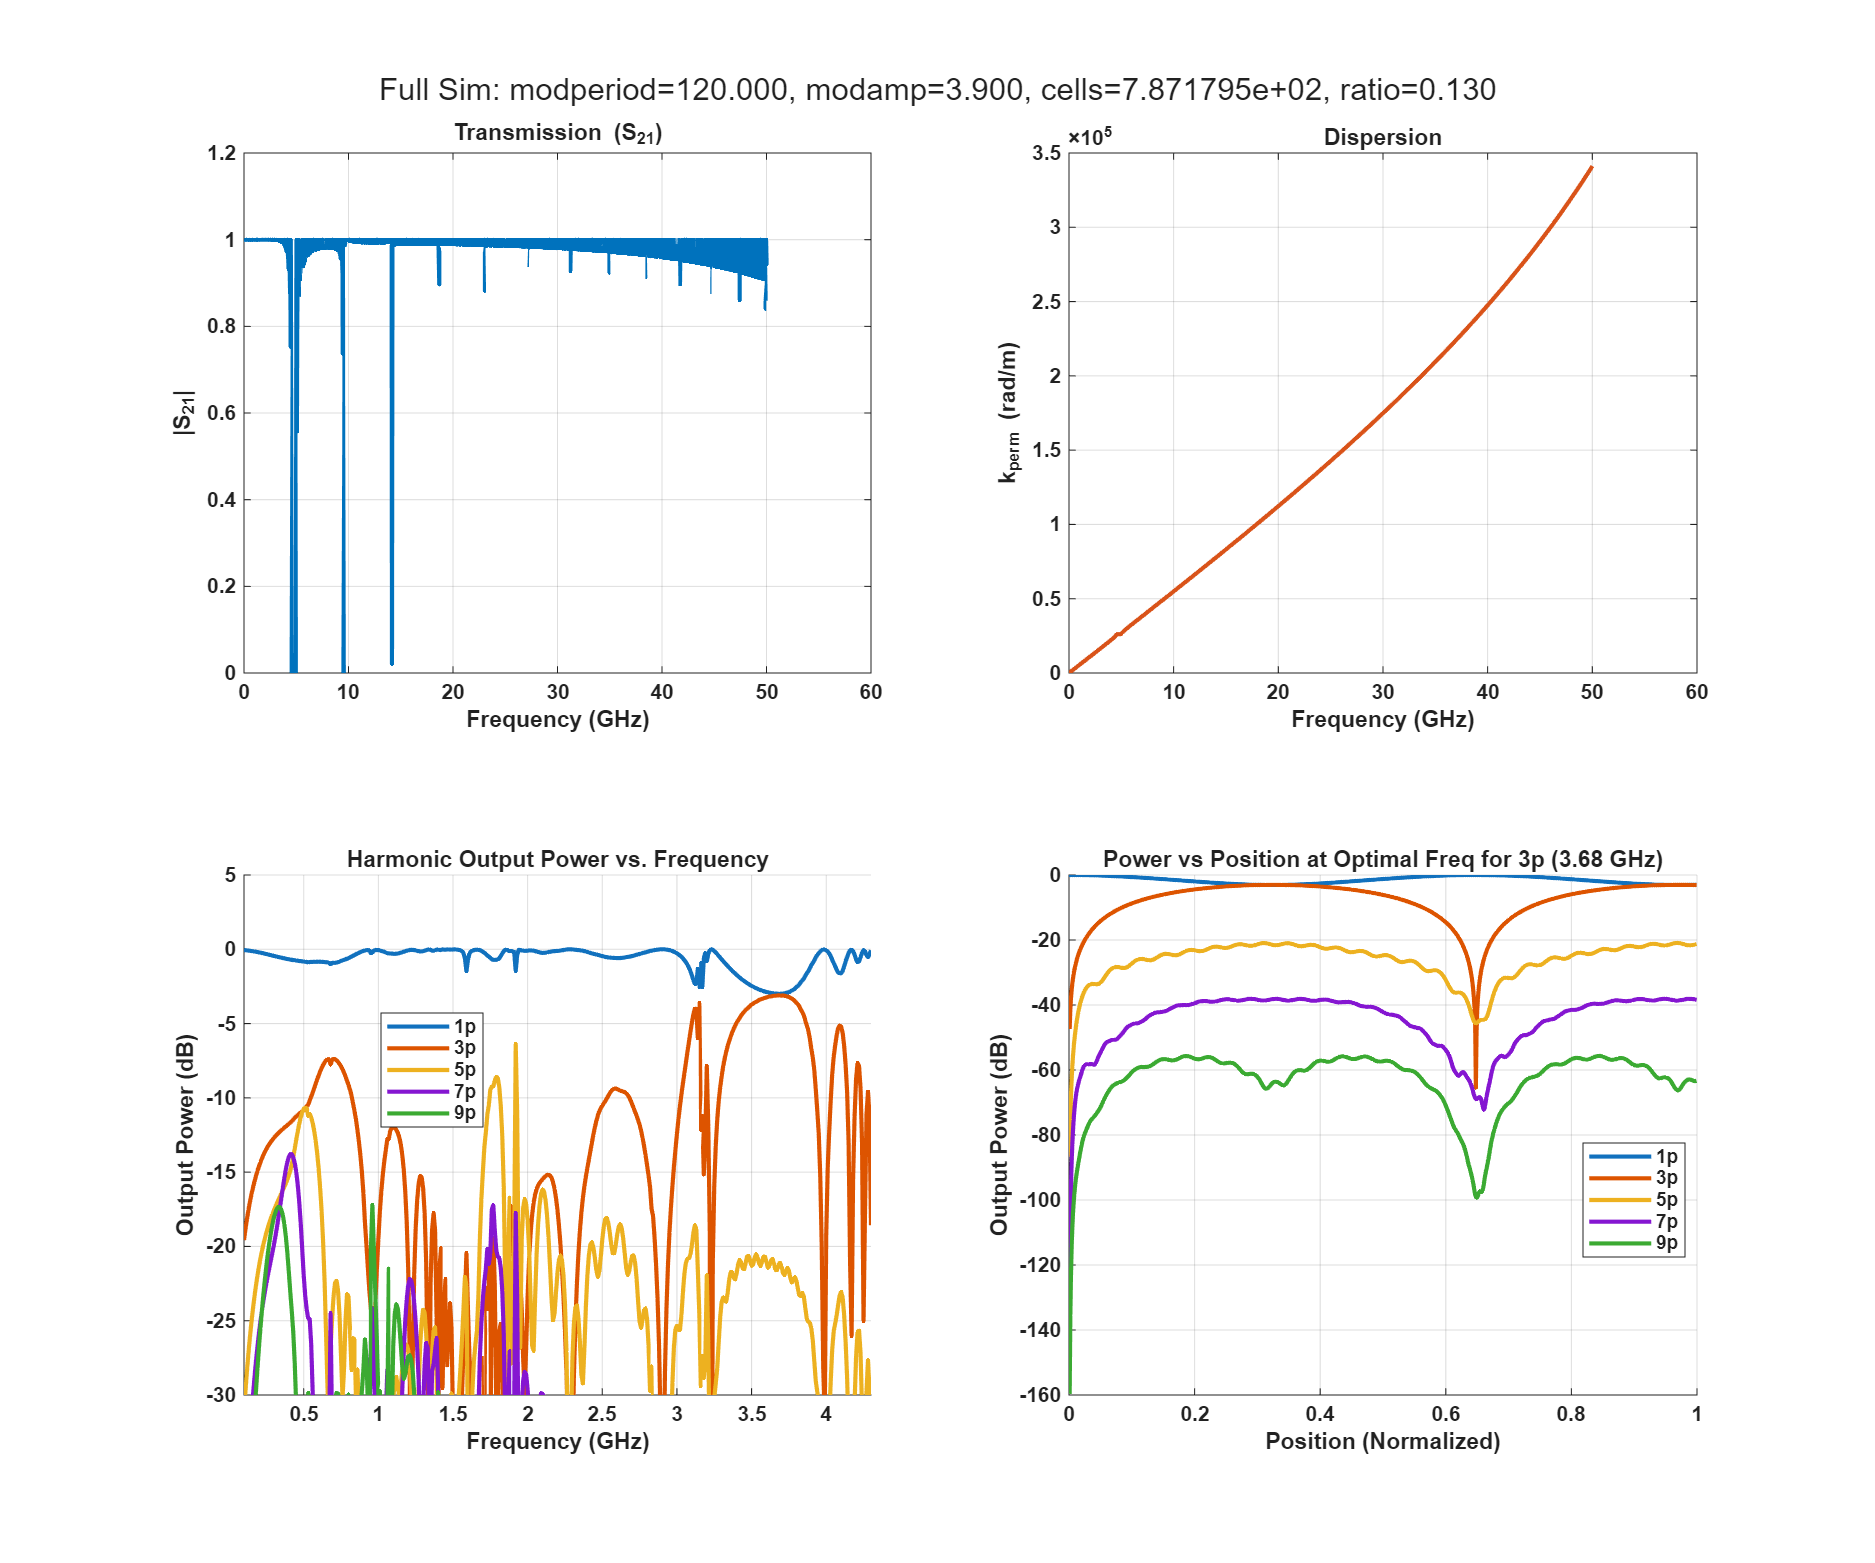 Full Sim: modperiod=120.000, modamp=3.900, cells=7.871795e+02, ratio=0.130
Transmission (S21)
1.2
1
0.8
0.6
0.4
0.2
0
|S21|
0 10 20 30 40 50 60
Frequency (GHz)
×10⁵
Dispersion
3.5
3
2.5
2
1.5
1
0.5
0
kperm (rad/m)
0 10 20 30 40 50 60
Frequency (GHz)
Harmonic Output Power vs. Frequency
5
0
-5
-10
-15
-20
-25
-30
Output Power (dB)
1p
3p
5p
7p
9p
0.5 1 1.5 2 2.5 3 3.5 4
Frequency (GHz)
Power vs Position at Optimal Freq for 3p (3.68 GHz)
0
-20
-40
-60
-80
-100
-120
-140
-160
Output Power (dB)
1p
3p
5p
7p
9p
0 0.2 0.4 0.6 0.8 1
Position (Normalized)